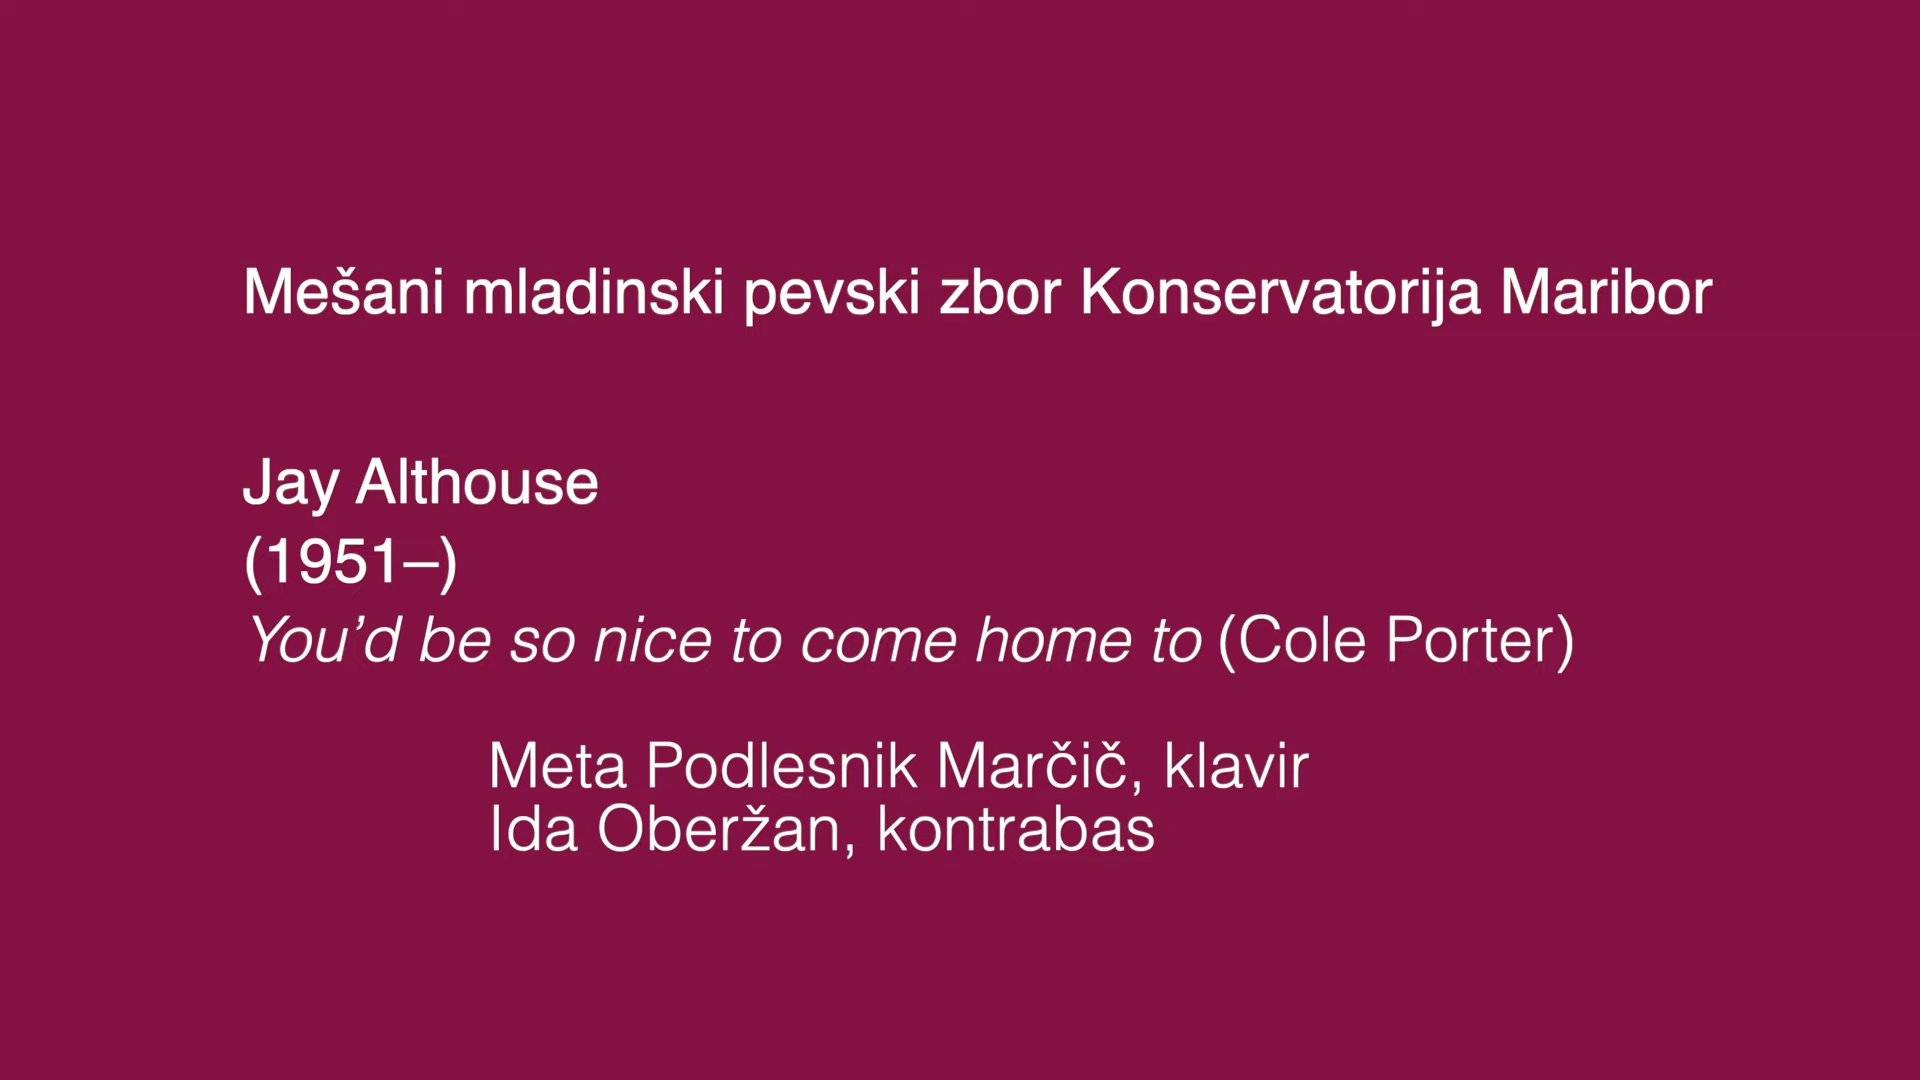 Mešani mladinski pevski zbor Konservatorija Maribor
Jay Althouse
(1951–)
You’d be so nice to come home to (Cole Porter)
Meta Podlesnik Marčič, klavir
Ida Oberžan, kontrabas